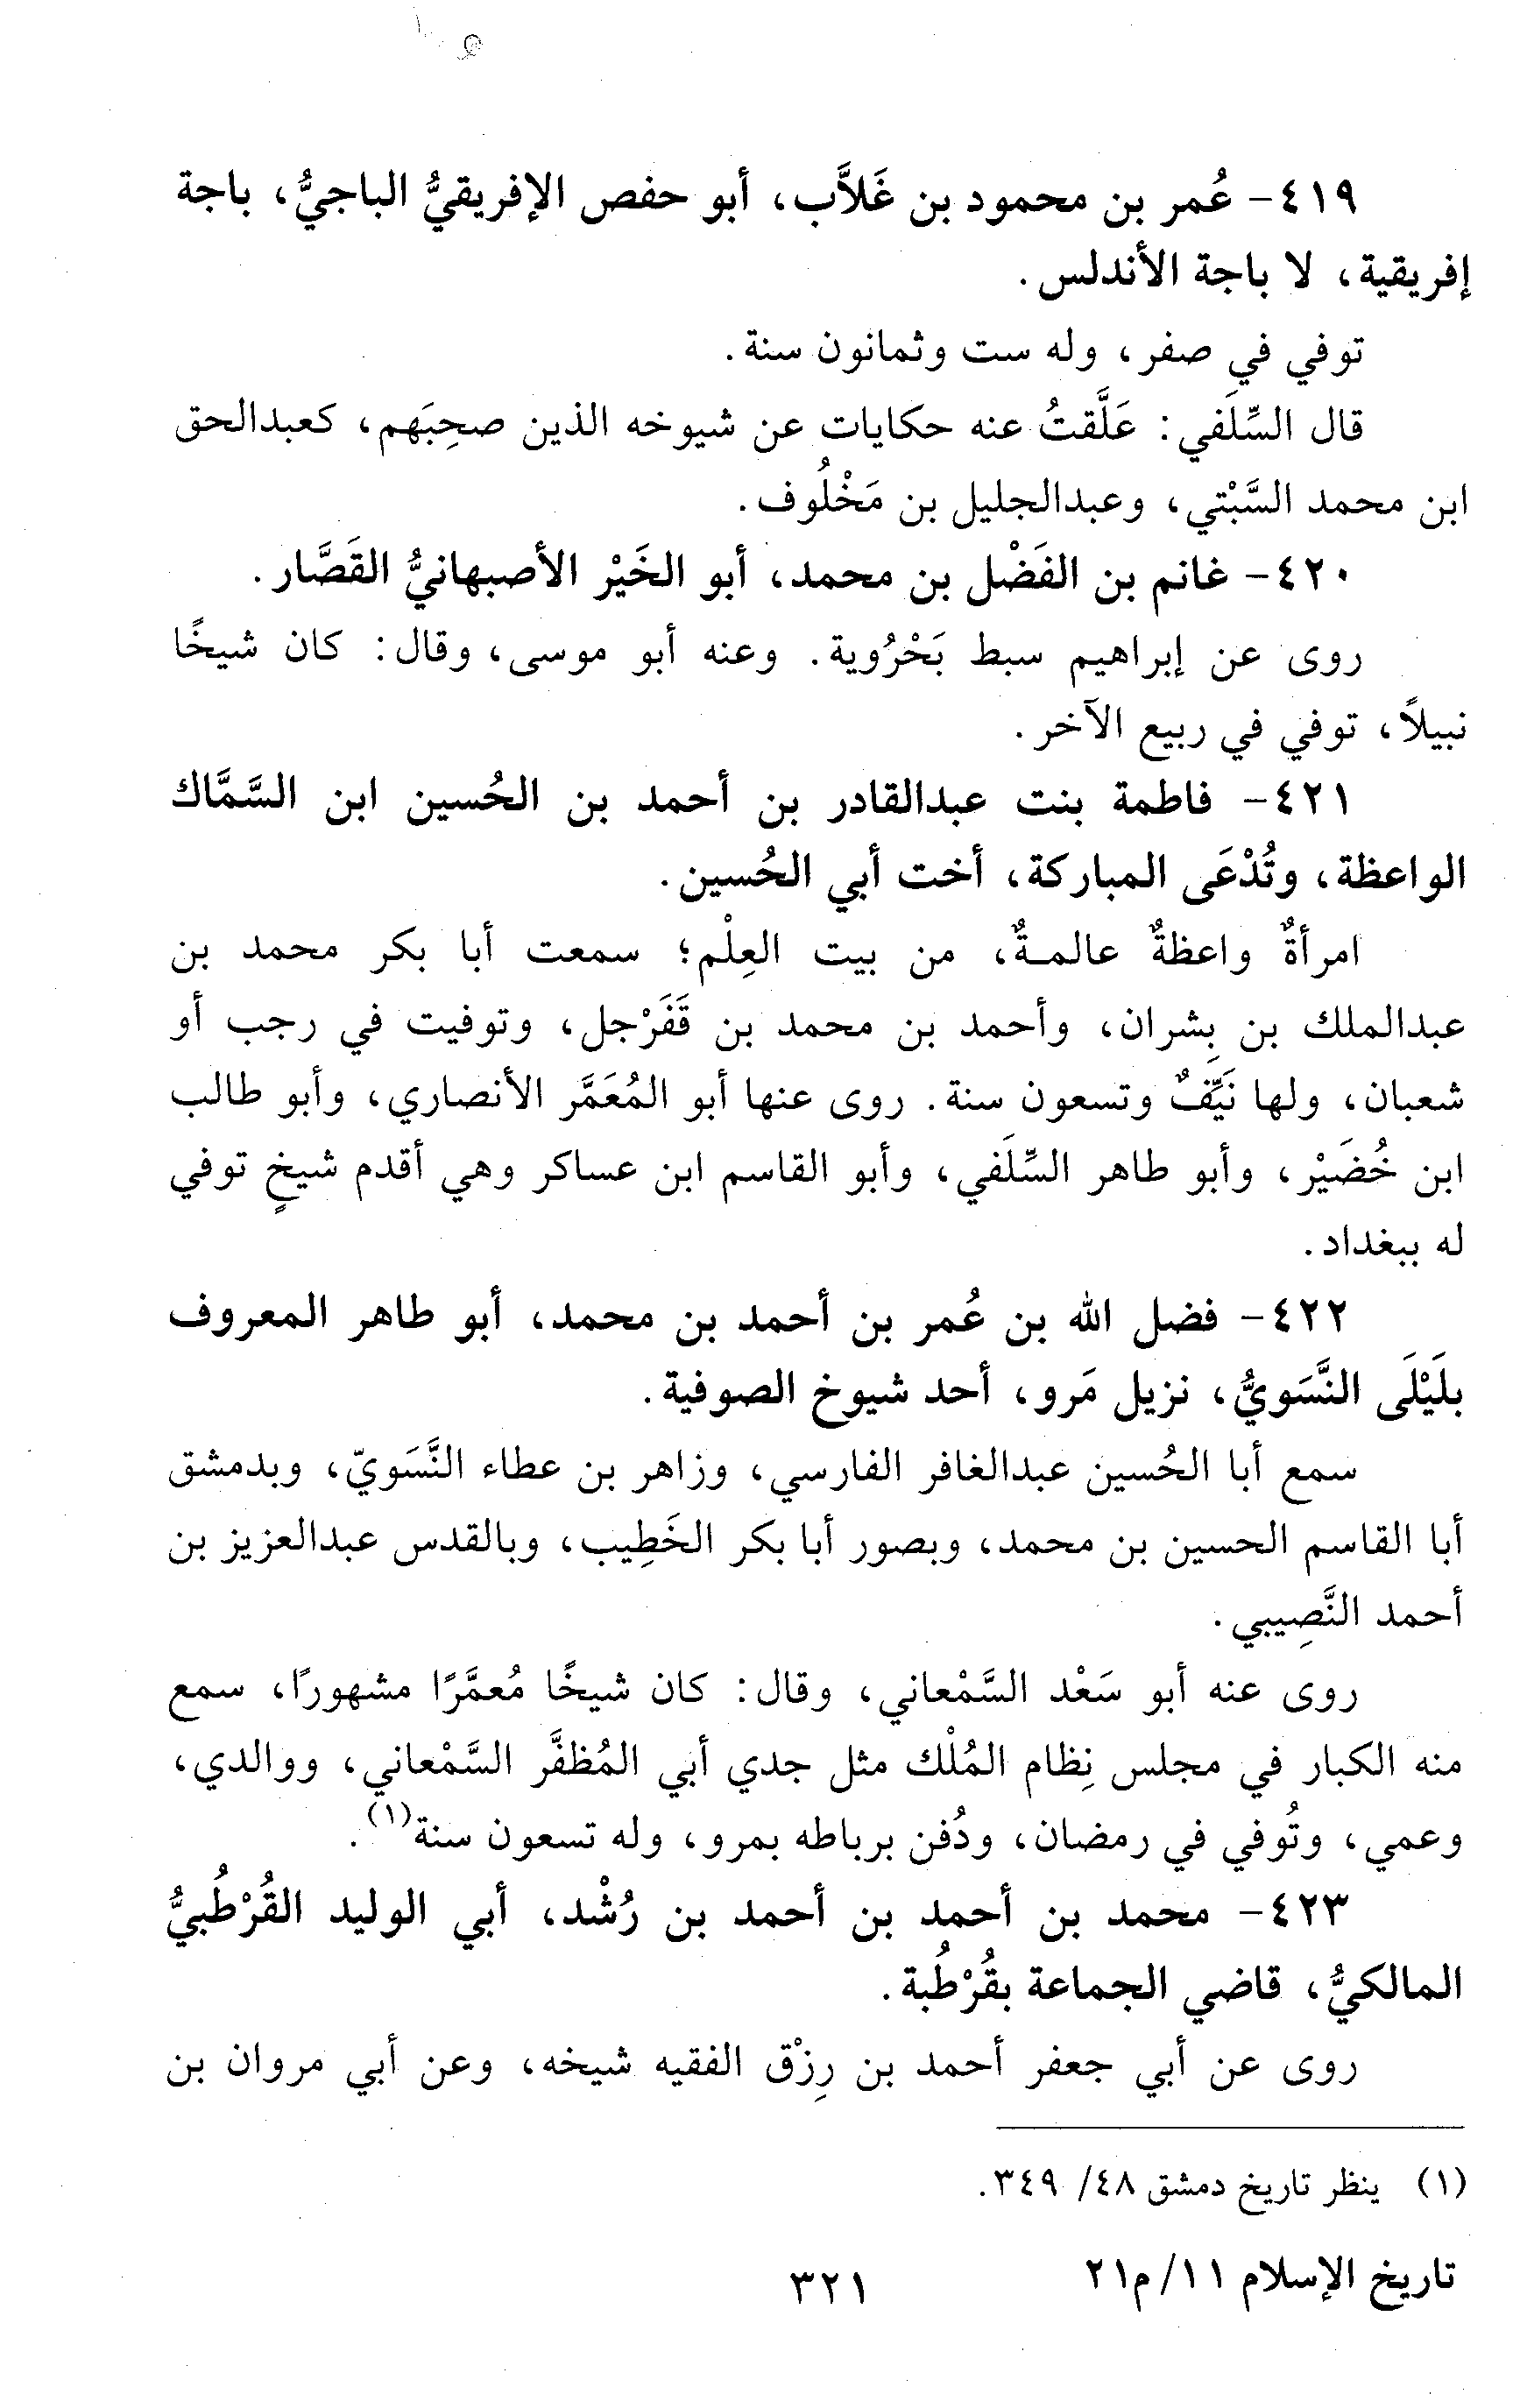 ٤١٩- عُمر بن محمود بن غَلاَّب، أبو حفص الإفريقيُّ الباجيُّ، باجة
إفريقية، لا باجة الأندلس.
توفي في صفر، وله ست وثمانون سنة.
قال السِّلَفي: عَلَّقتُ عنه حكايات عن شيوخه الذين صحِبَهم، كعبدالحق
ابن محمد السَّبْتي، وعبدالجليل بن مَخْلُوف.
٤٢٠- غانم بن الفَضْل بن محمد، أبو الخَيْر الأصبهانيُّ القَصَّار.
روى عن إبراهيم سبط بَحْرُوية. وعنه أبو موسى، وقال: كان شيخًا
نبيلاً، توفي في ربيع الآخر.
٤٢١- فاطمة بنت عبدالقادر بن أحمد بن الحُسين ابن السَّمَّاك
الواعظة، وتُدْعَى المباركة، أخت أبي الحُسين.
امرأةٌ واعظةٌ عالمـةٌ، من بيت العِلْم؛ سمعت أبا بكر محمد بن
عبدالملك بن بِشران، وأحمد بن محمد بن قَفَرْجل، وتوفيت في رجب أو
شعبان، ولها نَيِّفٌ وتسعون سنة. روى عنها أبو المُعَمَّر الأنصاري، وأبو طالب
ابن خُضَيْر، وأبو طاهر السِّلَفي، وأبو القاسم ابن عساكر وهي أقدم شيخٍ توفي
له ببغداد.
٤٢٢- فضل الله بن عُمر بن أحمد بن محمد، أبو طاهر المعروف
بلَيْلَى النَّسَويُّ، نزيل مَرو، أحد شيوخ الصوفية.
سمع أبا الحُسين عبدالغافر الفارسي، وزاهر بن عطاء النَّسَويّ، وبدمشق
أبا القاسم الحسين بن محمد، وبصور أبا بكر الخَطِيب، وبالقدس عبدالعزيز بن
أحمد النَّصِيبي.
روى عنه أبو سَعْد السَّمْعاني، وقال: كان شيخًا مُعمَّرًا مشهورًا، سمع
منه الكبار في مجلس نِظام المُلْك مثل جدي أبي المُظفَّر السَّمْعاني، ووالدي،
وعمي، وتُوفي في رمضان، ودُفن برباطه بمرو، وله تسعون سنة(١).
٤٢٣- محمد بن أحمد بن أحمد بن رُشْد، أبي الوليد القُرْطُبيُّ
المالكيُّ، قاضي الجماعة بقُرْطُبة.
روى عن أبي جعفر أحمد بن رِزْق الفقيه شيخه، وعن أبي مروان بن
(١) ينظر تاريخ دمشق ٤٨/ ٣٤٩.
تاريخ الإسلام ١١/ م٢١
٣٢١